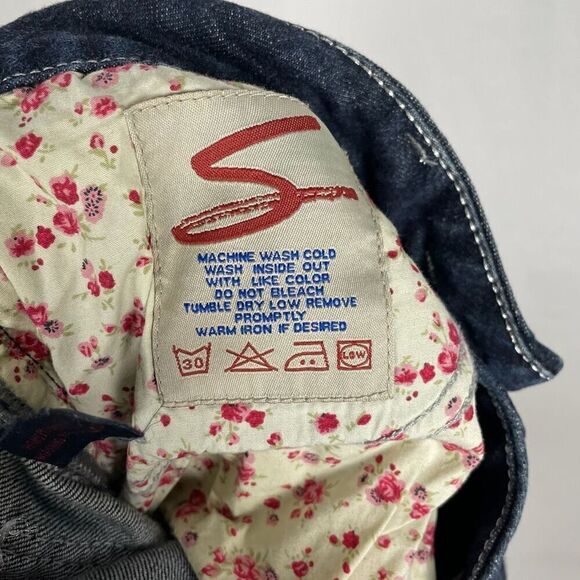 S
MACHINE WASH COLD
WASH INSIDE OUT
WITH LIKE COLOR
DO NOT BLEACH
TUMBLE DRY LOW REMOVE
PROMPTLY
WARM IRON IF DESIRED
30
LOW